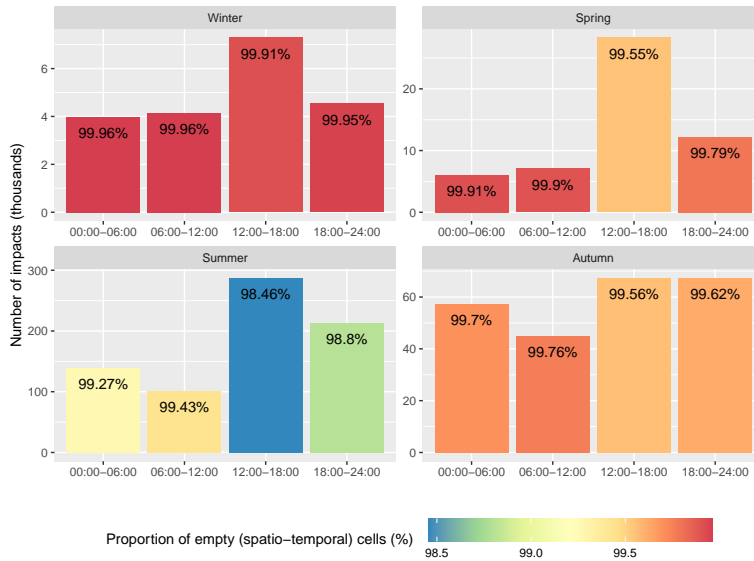 Winter
Spring
Number of impacts (thousands)
6
4
2
0
99.96%
99.96%
99.91%
99.95%
00:00−06:00 06:00−12:00 12:00−18:00 18:00−24:00
20
10
0
99.91%
99.9%
99.55%
99.79%
00:00−06:00 06:00−12:00 12:00−18:00 18:00−24:00
Summer
Autumn
300
200
100
0
99.27%
99.43%
98.46%
98.8%
00:00−06:00 06:00−12:00 12:00−18:00 18:00−24:00
60
40
20
0
99.7%
99.76%
99.56%
99.62%
00:00−06:00 06:00−12:00 12:00−18:00 18:00−24:00
Proportion of empty (spatio−temporal) cells (%)
98.5 99.0 99.5